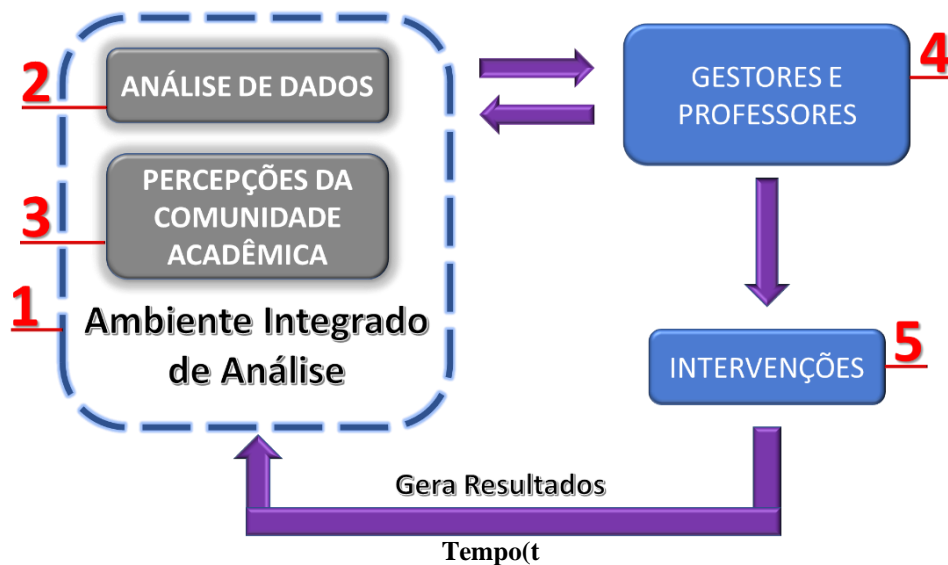 2
ANÁLISE DE DADOS
3
PERCEPÇÕES DA
COMUNIDADE
ACADÊMICA
1
Ambiente Integrado
de Análise
4
GESTORES E
PROFESSORES
5
INTERVENÇÕES
Gera Resultados
Tempo(t